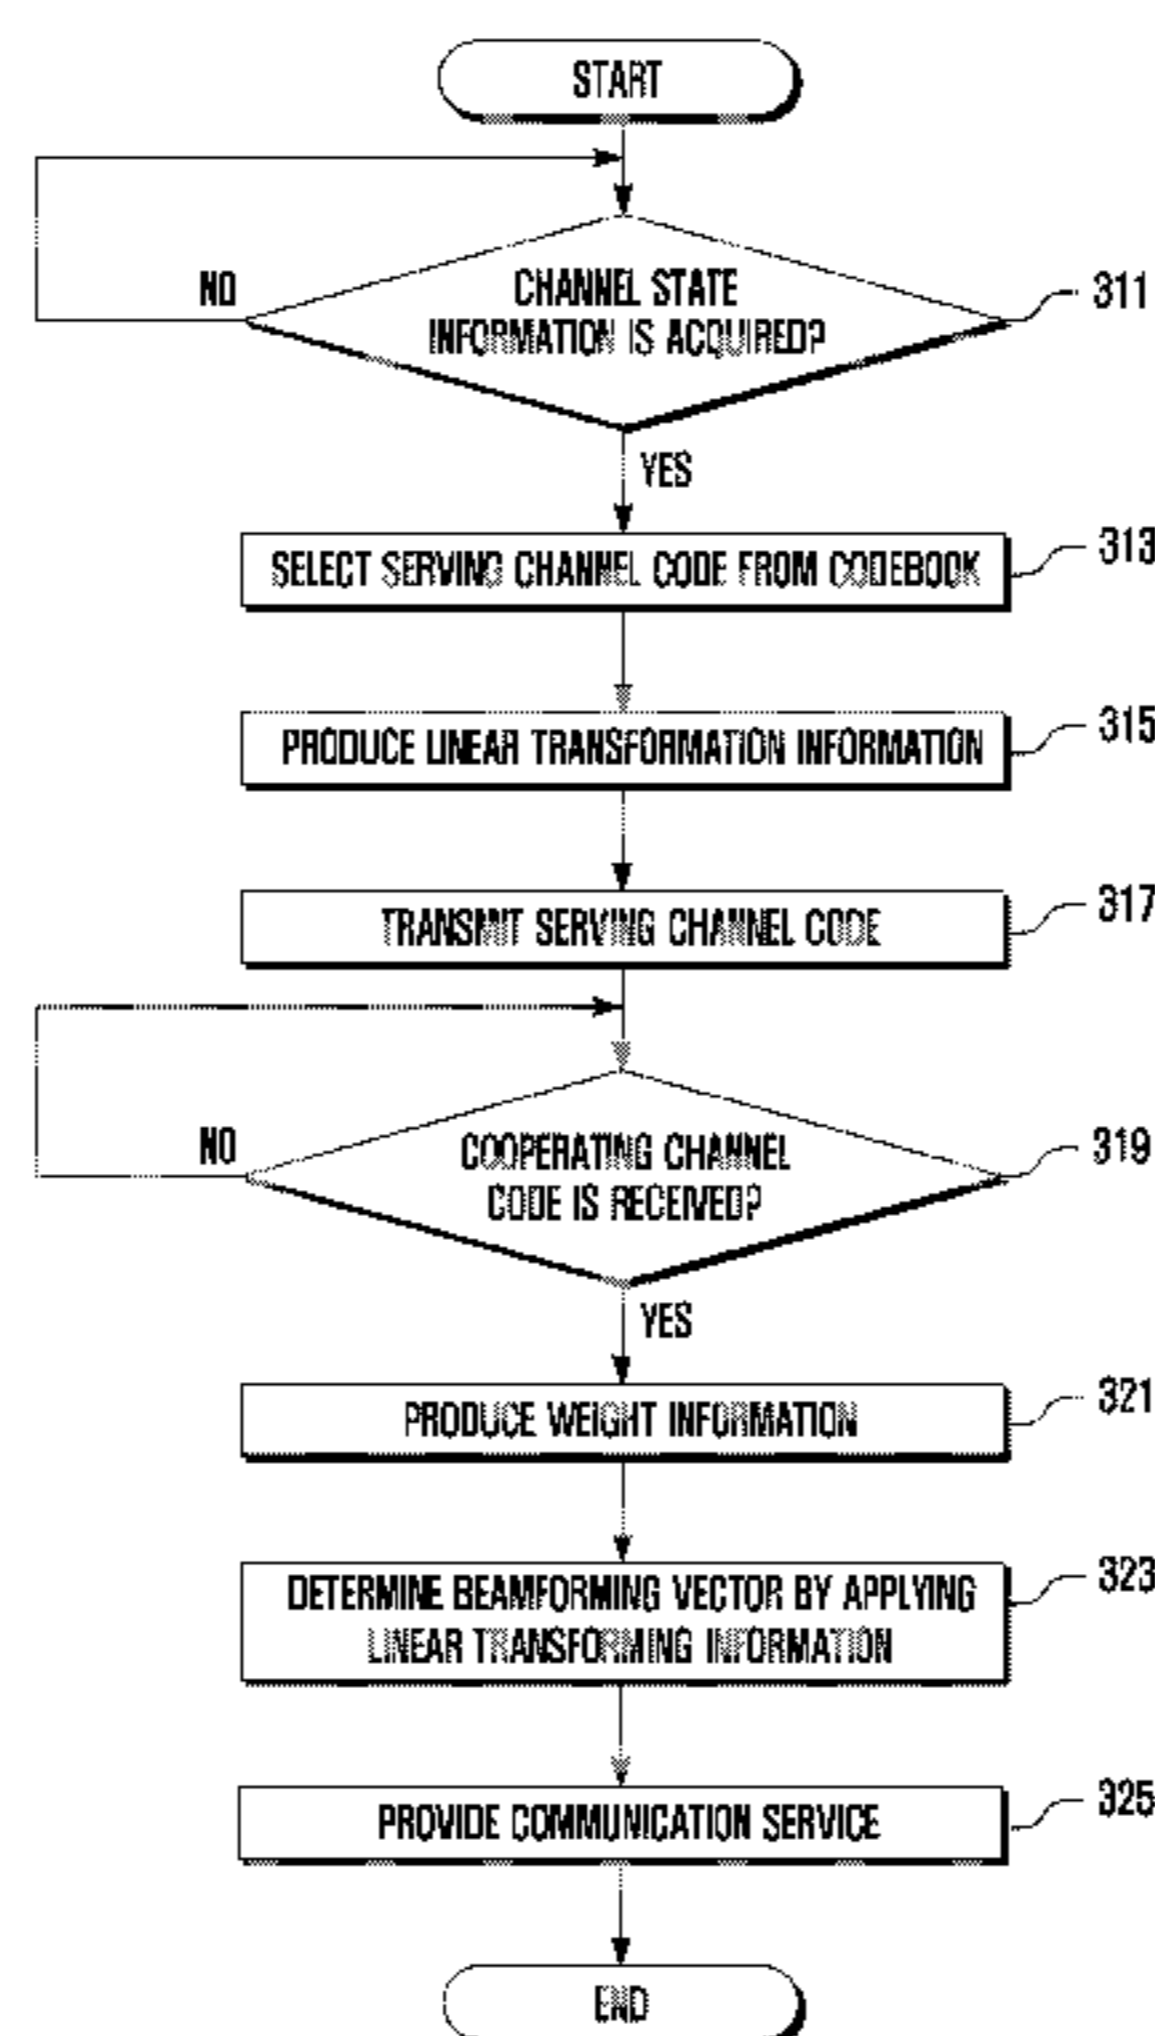 START
NO
CHANNEL STATE
INFORMATION IS ACQUIRED?
311
YES
SELECT SERVING CHANNEL CODE FROM CODEBOOK
313
PRODUCE LINEAR TRANSFORMATION INFORMATION
315
TRANSMIT SERVING CHANNEL CODE
317
NO
COOPERATING CHANNEL
CODE IS RECEIVED?
319
YES
PRODUCE WEIGHT INFORMATION
321
DETERMINE BEAMFORMING VECTOR BY APPLYING
LINEAR TRANSFORMING INFORMATION
323
PROVIDE COMMUNICATION SERVICE
325
END